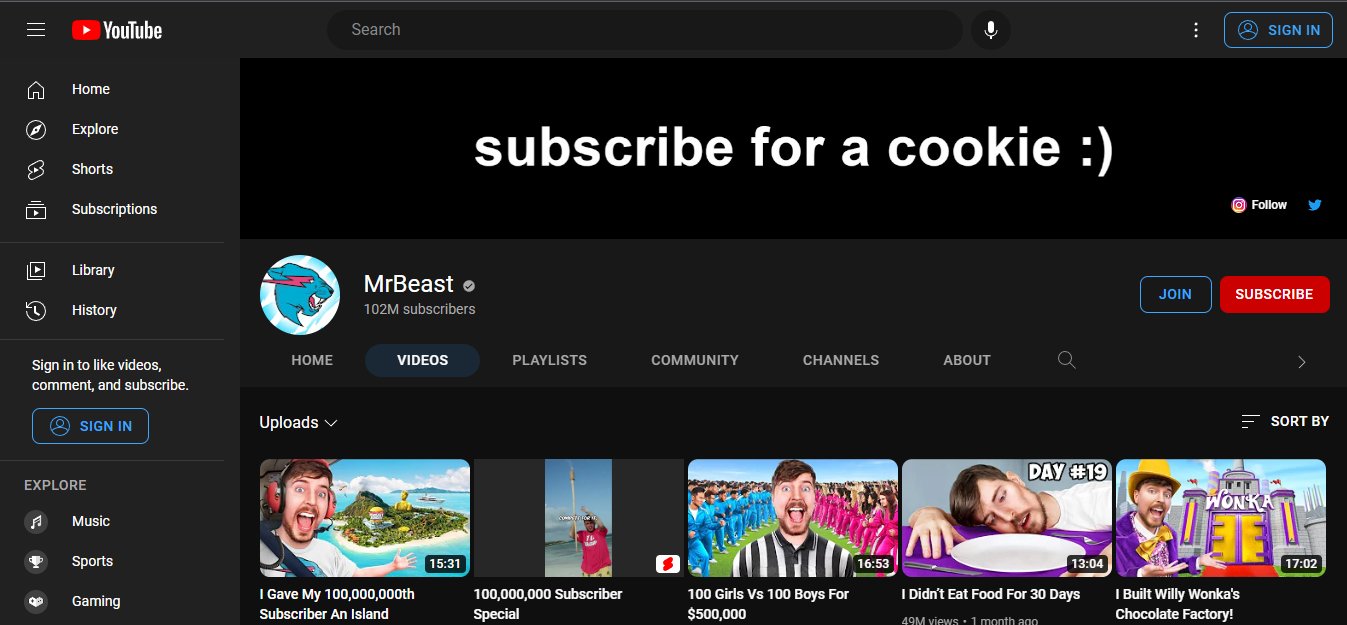 YouTube
Search
SIGN IN
Home
Explore
Shorts
Subscriptions
Library
History
Sign in to like videos,
comment, and subscribe.
SIGN IN
EXPLORE
Music
Sports
Gaming
subscribe for a cookie :)
Follow
MrBeast
102M subscribers
JOIN
SUBSCRIBE
HOME
VIDEOS
PLAYLISTS
COMMUNITY
CHANNELS
ABOUT
Uploads
SORT BY
15:31
I Gave My 100,000,000th
Subscriber An Island
COMPETE FOR IT.
100,000,000 Subscriber
Special
16:53
100 Girls Vs 100 Boys For
$500,000
DAY #19
13:04
I Didn’t Eat Food For 30 Days
49M views • 1 month ago
WONKA
17:02
I Built Willy Wonka's
Chocolate Factory!